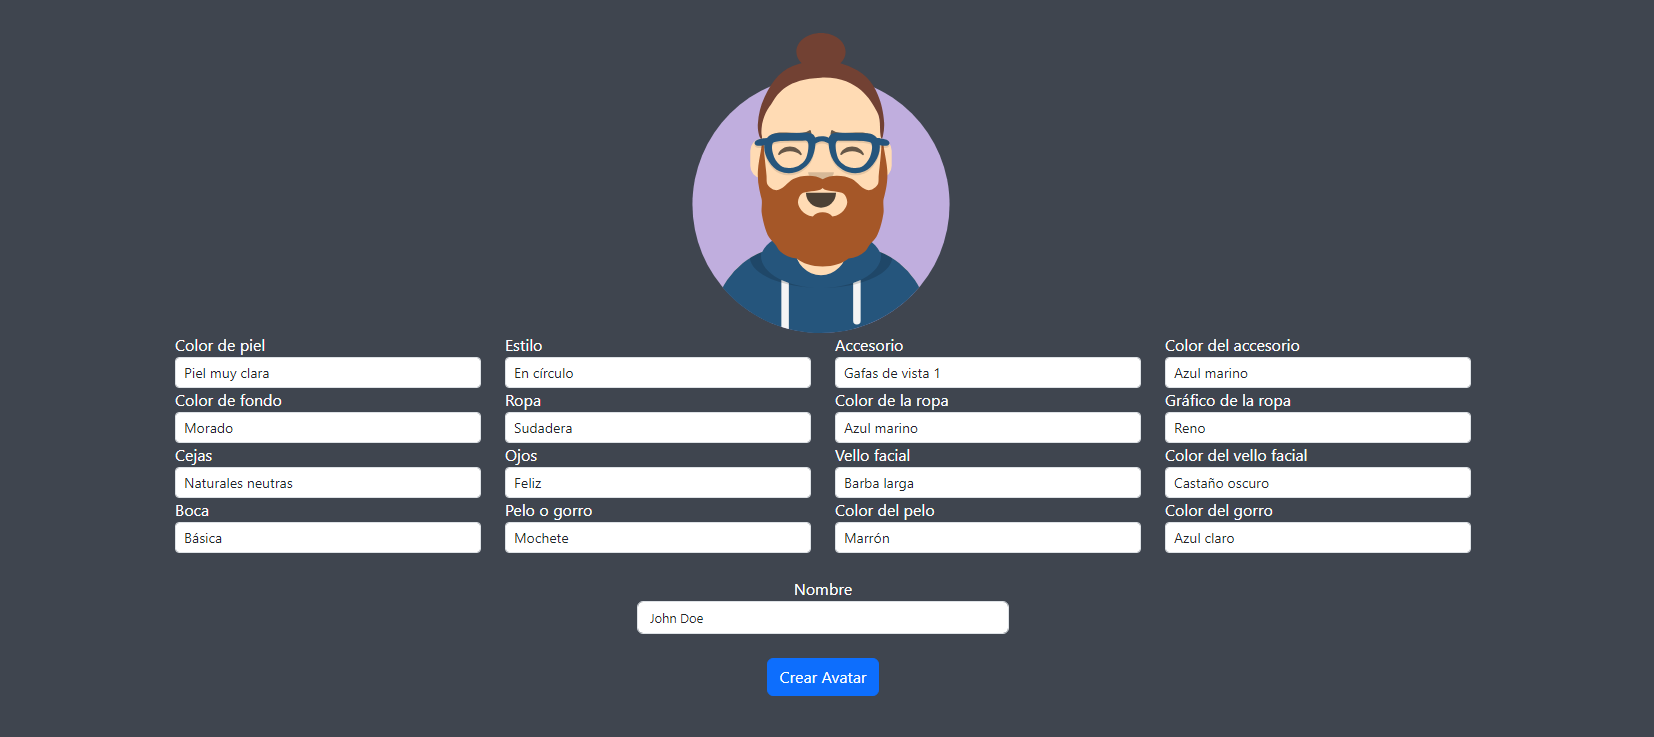 Color de piel
Estilo
Accesorio
Color del accesorio
Piel muy clara
En círculo
Gafas de vista 1
Azul marino
Color de fondo
Ropa
Color de la ropa
Gráfico de la ropa
Morado
Sudadera
Azul marino
Reno
Cejas
Ojos
Vello facial
Color del vello facial
Naturales neutras
Feliz
Barba larga
Castaño oscuro
Boca
Pelo o gorro
Color del pelo
Color del gorro
Básica
Mochete
Marrón
Azul claro
Nombre
John Doe
Crear Avatar